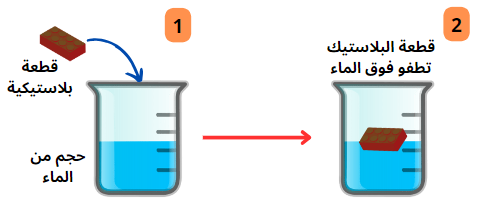 1
قطعة
بلاستيكية
حجم من
الماء
2
قطعة البلاستيك
تطفو فوق الماء